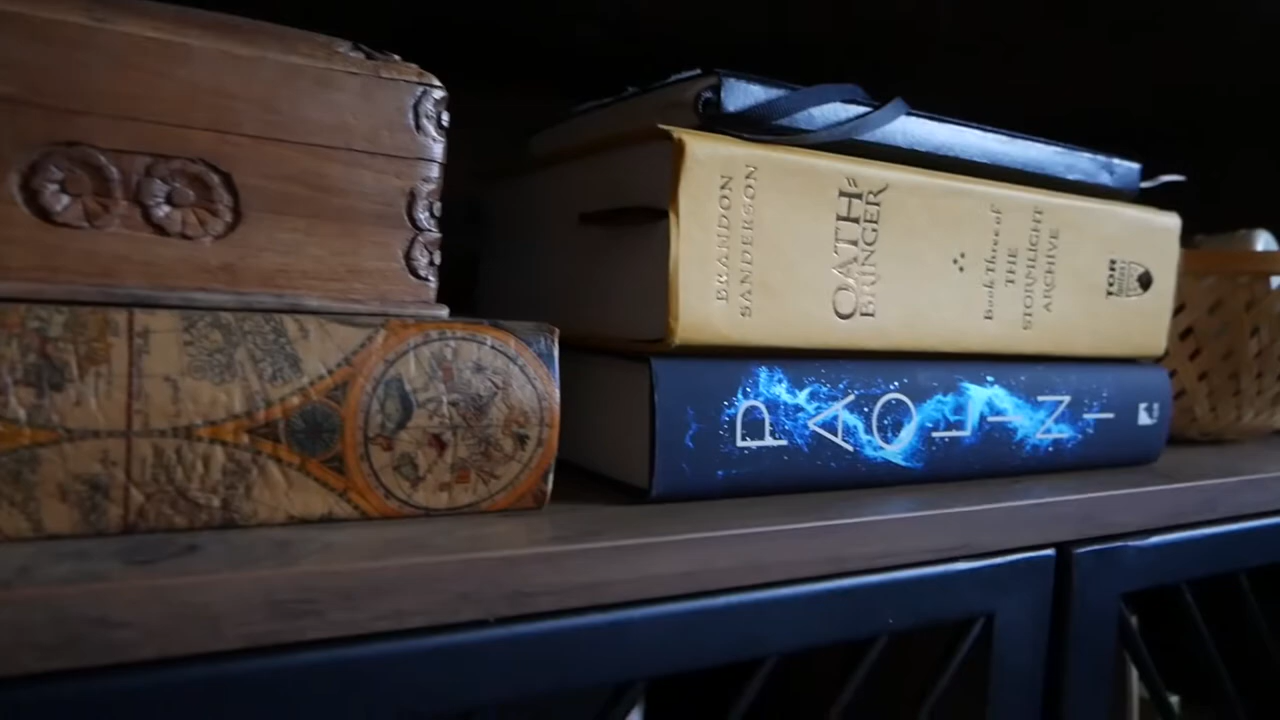 BRANDON
SANDERSON
OATH-
BRINGER
Book Three of
THE
STORMLIGHT
ARCHIVE
TOR
PAOLINI